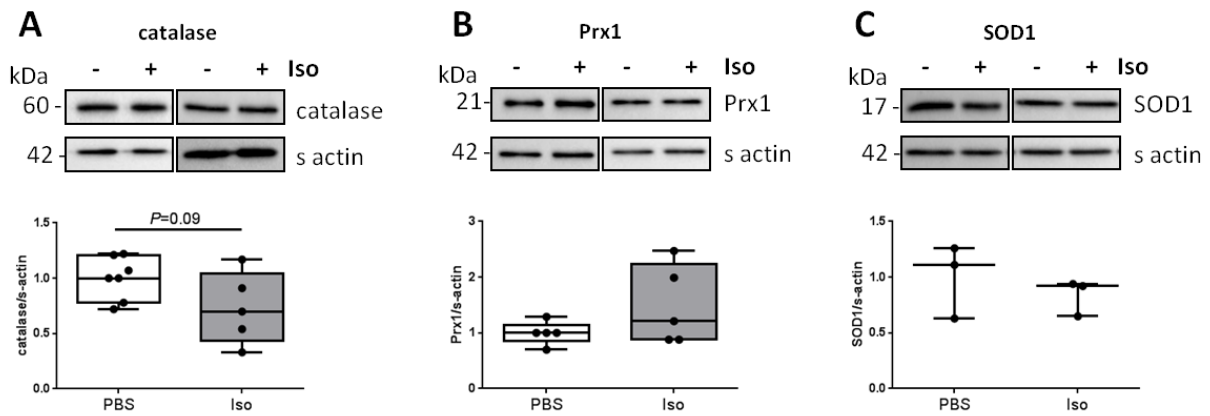 A
catalase
kDa
- + - + Iso
60 - catalase
42 - s actin
P=0.09
catalase/s-actin
1.5
1.0
0.5
0.0
PBS Iso
B
Prx1
kDa
- + - + Iso
21- Prx1
42 - s actin
Prx1/s-actin
3
2
1
0
PBS Iso
C
SOD1
kDa
- + - + Iso
17 - SOD1
42 - s actin
SOD1/s-actin
1.5
1.0
0.5
0.0
PBS Iso